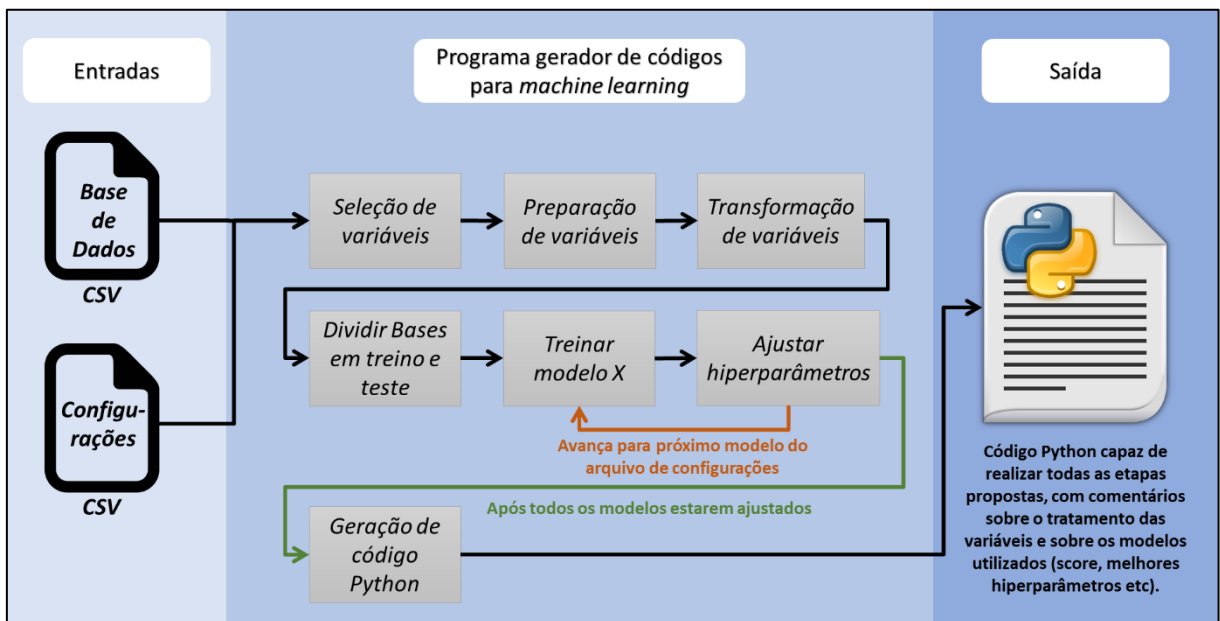 Entradas
Programa gerador de códigos
para machine learning
Saída
Base
de
Dados
CSV
Configu-
rações
CSV
Seleção de
variáveis
Preparação
de variáveis
Transformação
de variáveis
Dividir Bases
em treino e
teste
Treinar
modelo X
Ajustar
hiperparâmetros
Avança para próximo modelo do
arquivo de configurações
Após todos os modelos estarem ajustados
Geração de
código
Python
Código Python capaz de
realizar todas as etapas
propostas, com comentários
sobre o tratamento das
variáveis e sobre os modelos
utilizados (score, melhores
hiperparâmetros etc).